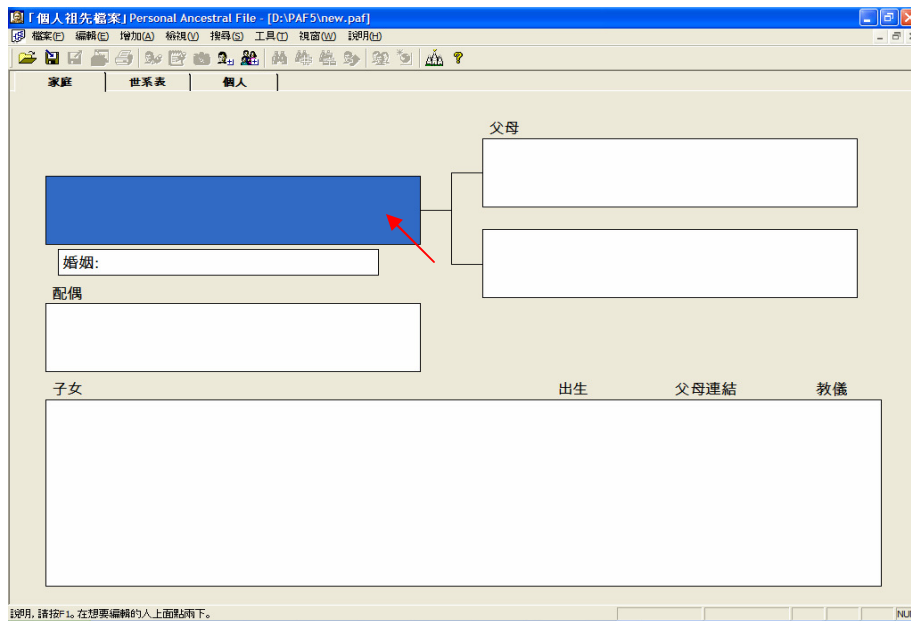 「個人祖先檔案」Personal Ancestral File - [D:\PAF5\new.paf]
檔案(F) 編輯(E) 增加(A) 檢視(V) 搜尋(S) 工具(T) 視窗(W) 說明(H)
家庭 世系表 個人
父母
婚姻:
配偶
子女 出生 父母連結 教儀
說明, 請按F1。在想要編輯的人上面點兩下。 NUM